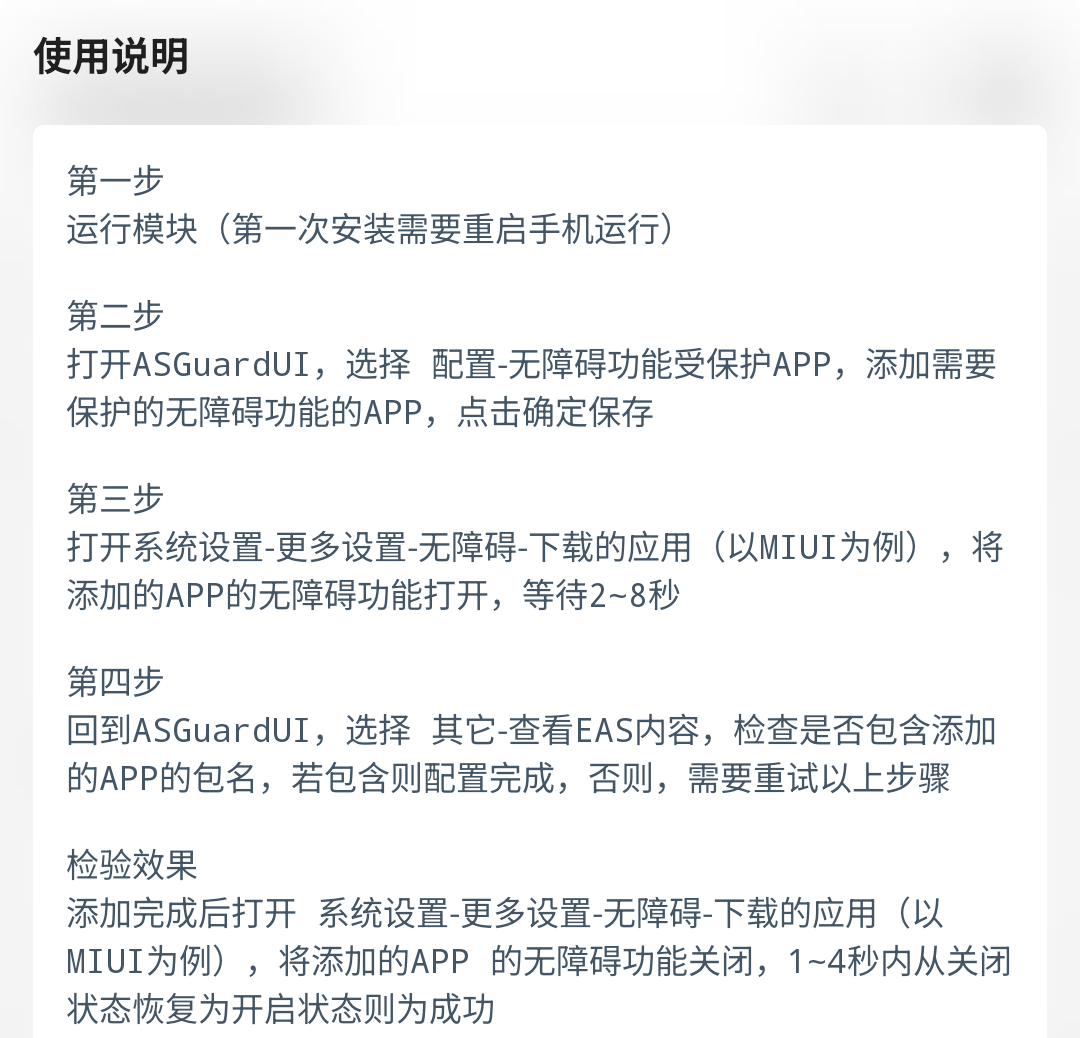 使用说明
第一步
运行模块（第一次安装需要重启手机运行）
第二步
打开ASGuardUI，选择 配置-无障碍功能受保护APP，添加需要
保护的无障碍功能的APP，点击确定保存
第三步
打开系统设置-更多设置-无障碍-下载的应用（以MIUI为例），将
添加的APP的无障碍功能打开，等待2~8秒
第四步
回到ASGuardUI，选择 其它-查看EAS内容，检查是否包含添加
的APP的包名，若包含则配置完成，否则，需要重试以上步骤
检验效果
添加完成后打开 系统设置-更多设置-无障碍-下载的应用（以
MIUI为例），将添加的APP 的无障碍功能关闭，1~4秒内从关闭
状态恢复为开启状态则为成功